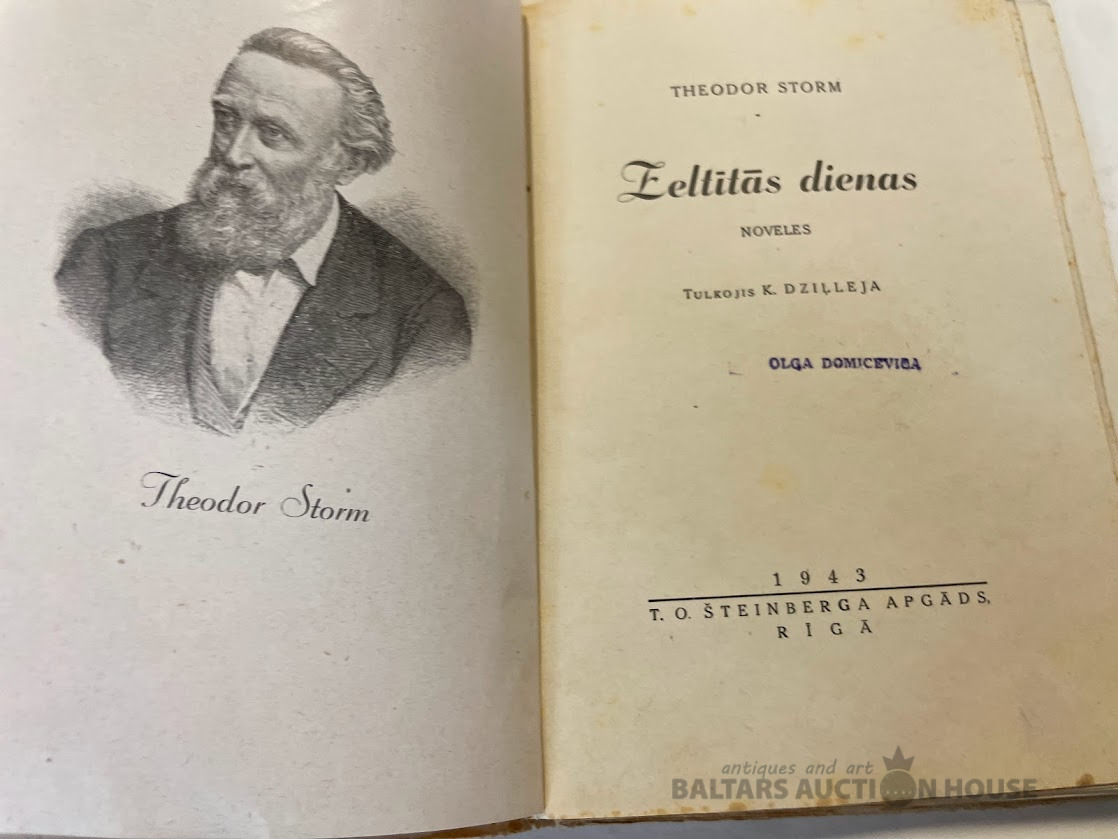 Theodor Storm
THEODOR STORM
Zeltītās dienas
NOVELES
TULKOJIS K. DZIĻLEJA
OLGA DOMICEVIČA
1943
T. O. ŠTEINBERGA APGĀDS,
RĪGĀ
antiques and art
BALTARS AUCTION HOUSE